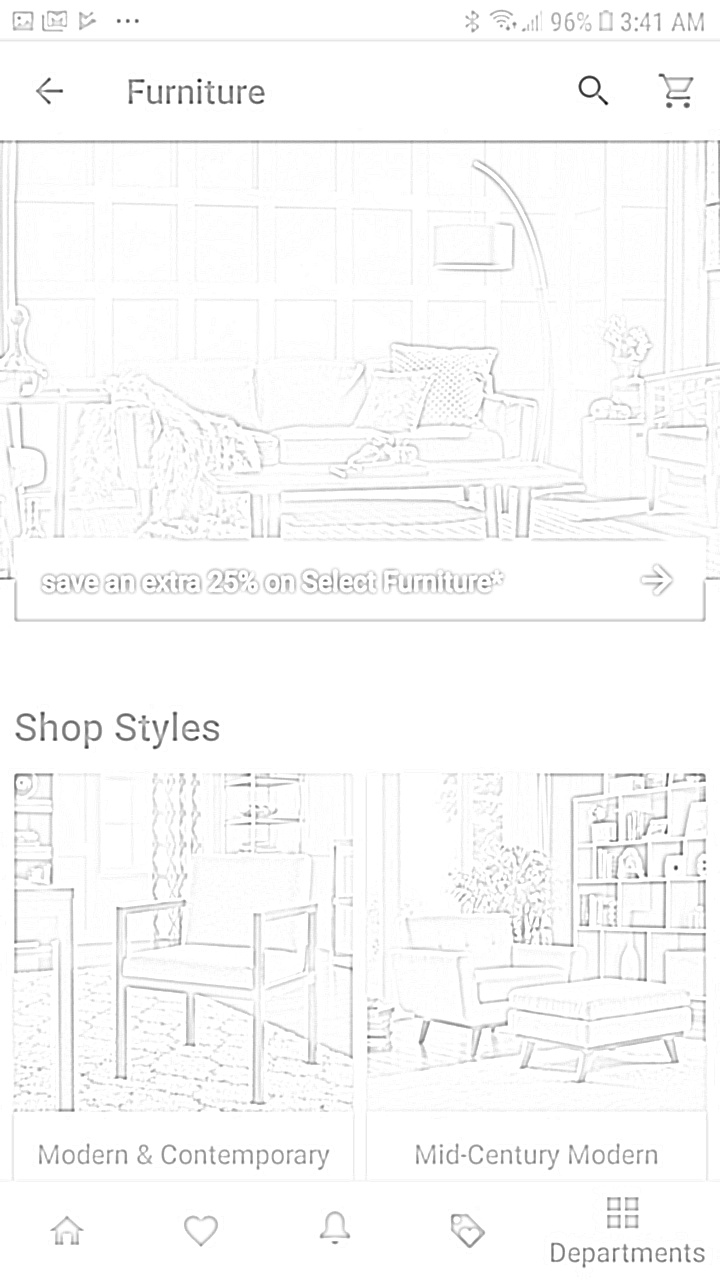 96% 3:41 AM
Furniture
save an extra 25% on Select Furniture*
Shop Styles
Modern & Contemporary
Mid-Century Modern
Departments